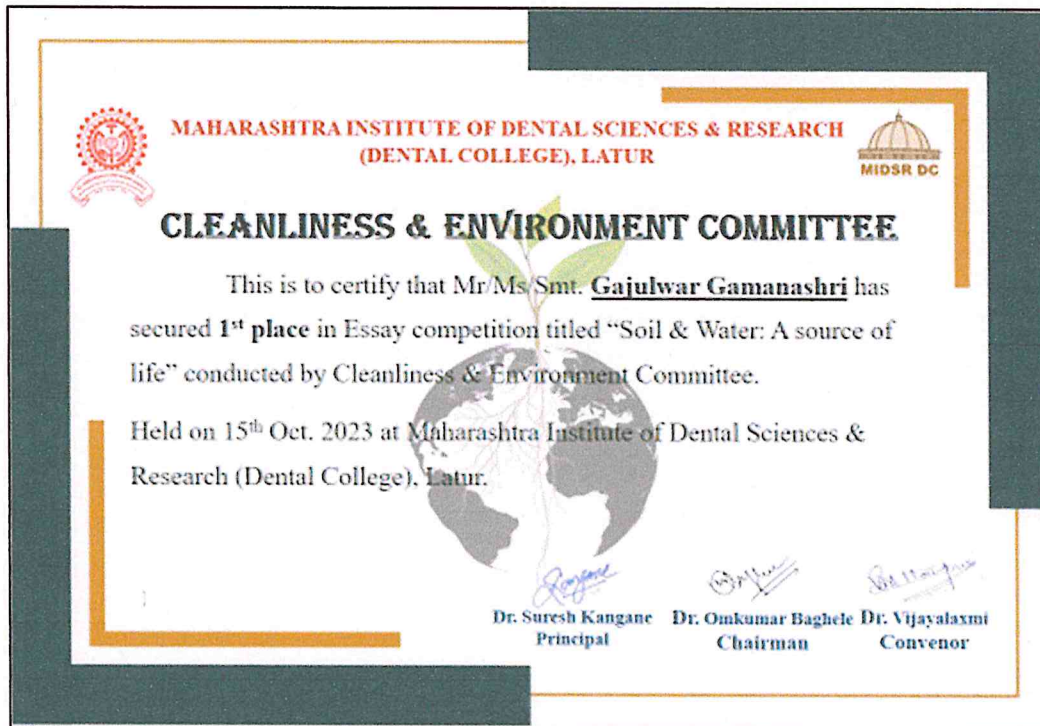 MAHARASHTRA INSTITUTE OF DENTAL SCIENCES & RESEARCH
(DENTAL COLLEGE), LATUR
MIDSR DC
CLEANLINESS & ENVIRONMENT COMMITTEE
This is to certify that Mr/Ms/Smt. Gajulwar Gamanashri has
secured 1st place in Essay competition titled “Soil & Water: A source of
life” conducted by Cleanliness & Environment Committee.
Held on 15th Oct. 2023 at Maharashtra Institute of Dental Sciences &
Research (Dental College), Latur.
Dr. Suresh Kangane Dr. Omkumar Baghele Dr. Vijayalaxmi
Principal Chairman Convenor